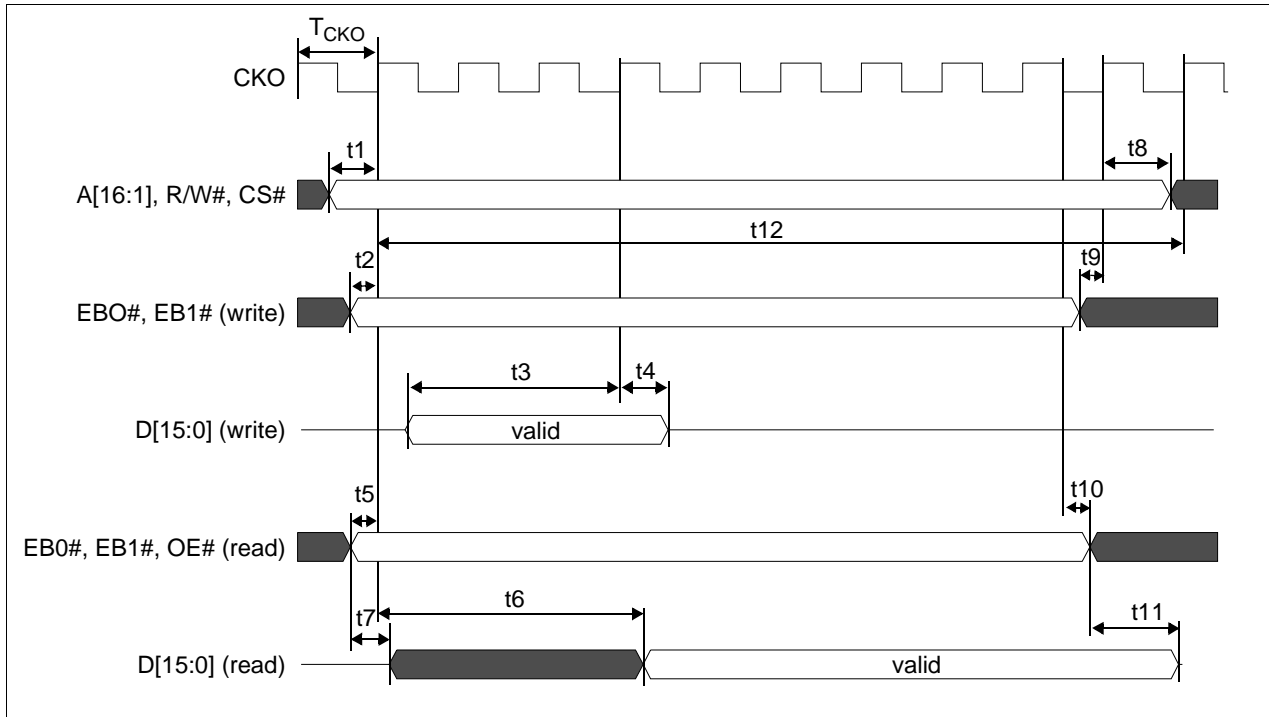 TCKO
CKO
t1
t8
A[16:1], R/W#, CS#
t12
t2
t9
EBO#, EB1# (write)
t3
t4
D[15:0] (write)
valid
t5
t10
EB0#, EB1#, OE# (read)
t6
t7
t11
D[15:0] (read)
valid